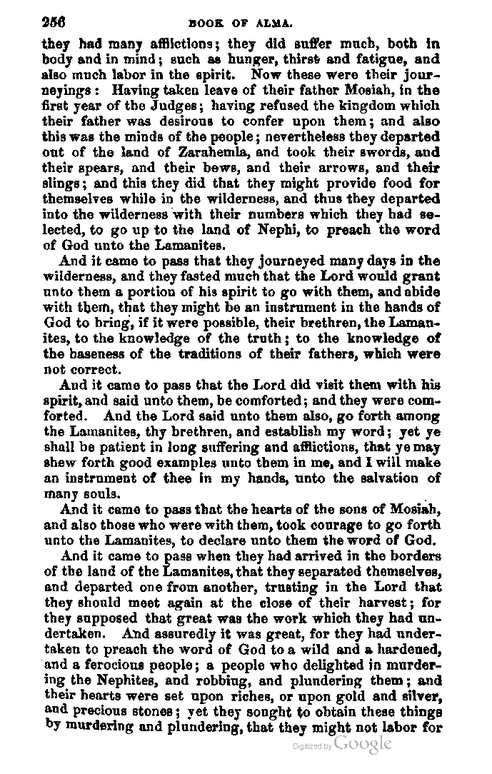 256 BOOK OF ALMA.
they had many afflictions; they did suffer much, both in
body and in mind; such as hunger, thirst and fatigue, and
also much labor in the spirit. Now these were their jour-
neyings: Having taken leave of their father Mosiah, in the
first year of the Judges; having refused the kingdom which
their father was desirous to confer upon them; and also
this was the minds of the people; nevertheless they departed
out of the land of Zarahemla, and took their swords, and
their spears, and their bows, and their arrows, and their
slings; and this they did that they might provide food for
themselves while in the wilderness, and thus they departed
into the wilderness with their numbers which they had se-
lected, to go up to the land of Nephi, to preach the word
of God unto the Lamanites.
And it came to pass that they journeyed many days in the
wilderness, and they fasted much that the Lord would grant
unto them a portion of his spirit to go with them, and abide
with them, that they might be an instrument in the hands of
God to bring, if it were possible, their brethren, the Laman-
ites, to the knowledge of the truth; to the knowledge of
the baseness of the traditions of their fathers, which were
not correct.
And it came to pass that the Lord did visit them with his
spirit, and said unto them, be comforted; and they were com-
forted. And the Lord said unto them also, go forth among
the Lamanites, thy brethren, and establish my word; yet ye
shall be patient in long suffering and afflictions, that ye may
shew forth good examples unto them in me, and I will make
an instrument of thee in my hands, unto the salvation of
many souls.
And it came to pass that the hearts of the sons of Mosiah,
and also those who were with them, took courage to go forth
unto the Lamanites, to declare unto them the word of God.
And it came to pass when they had arrived in the borders
of the land of the Lamanites, that they separated themselves,
and departed one from another, trusting in the Lord that
they should meet again at the close of their harvest; for
they supposed that great was the work which they had un-
dertaken. And assuredly it was great, for they had under-
taken to preach the word of God to a wild and a hardened,
and a ferocious people; a people who delighted in murder-
ing the Nephites, and robbing, and plundering them; and
their hearts were set upon riches, or upon gold and silver,
and precious stones; yet they sought to obtain these things
by murdering and plundering, that they might not labor for
Digitized by Google